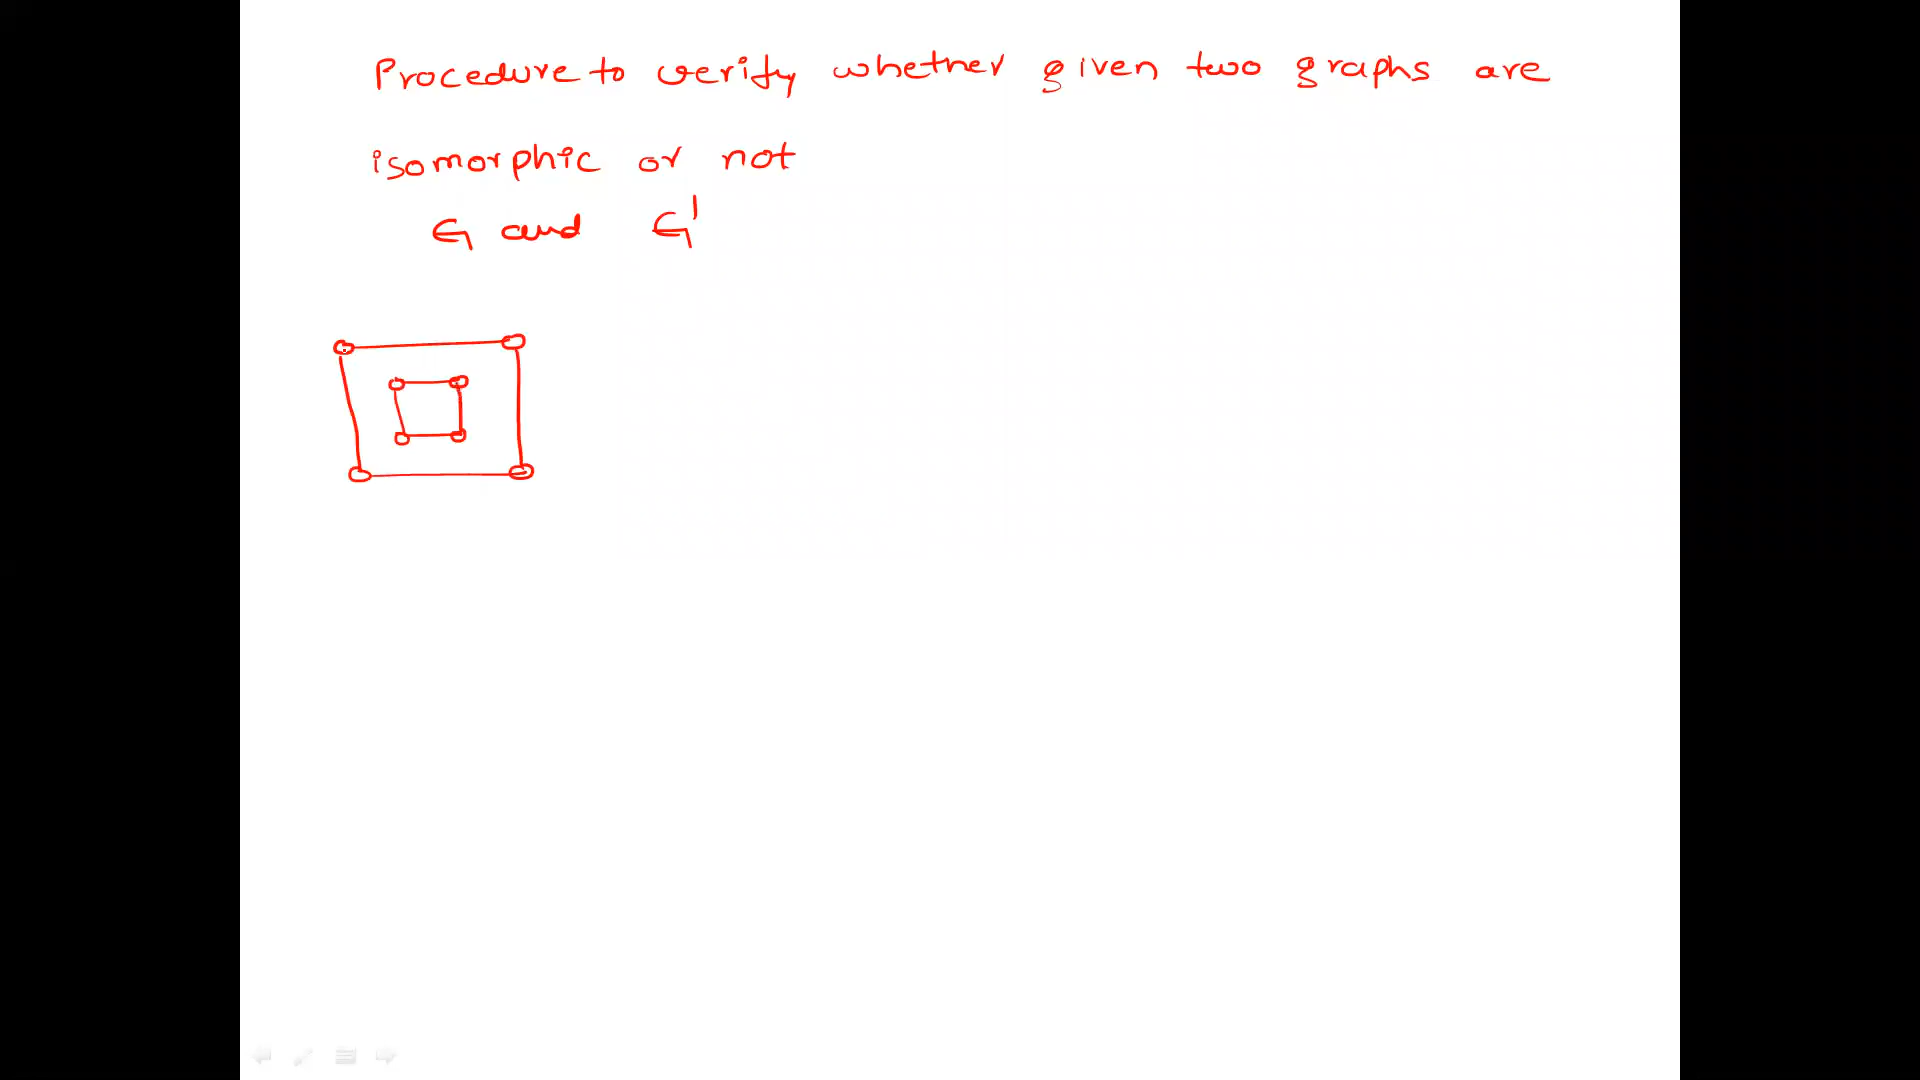 Procedure to verify whether given two graphs are
isomorphic or not
G and G'